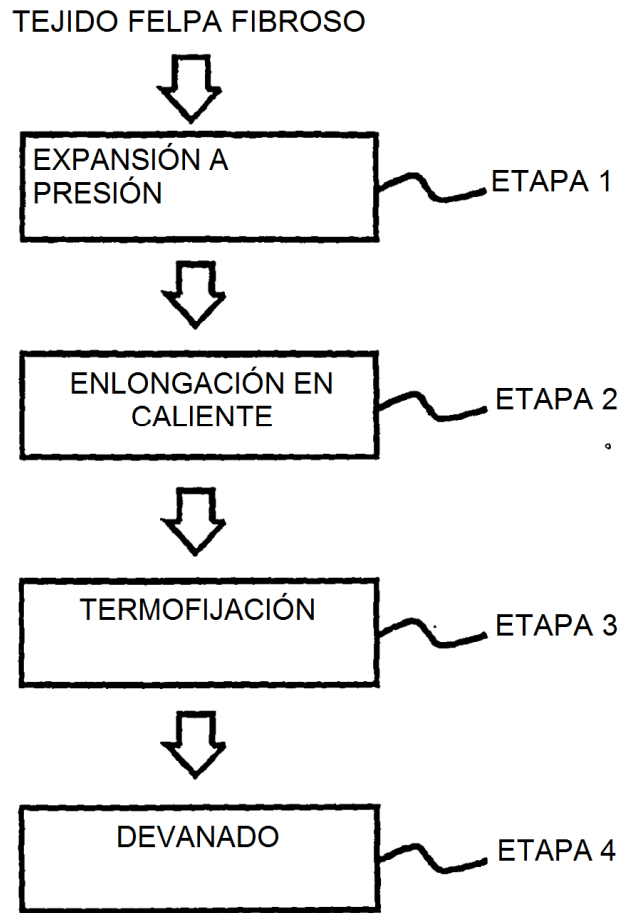 TEJIDO FELPA FIBROSO
EXPANSIÓN A
PRESIÓN
ETAPA 1
ENLONGACIÓN EN
CALIENTE
ETAPA 2
TERMOFIJACIÓN
ETAPA 3
DEVANADO
ETAPA 4